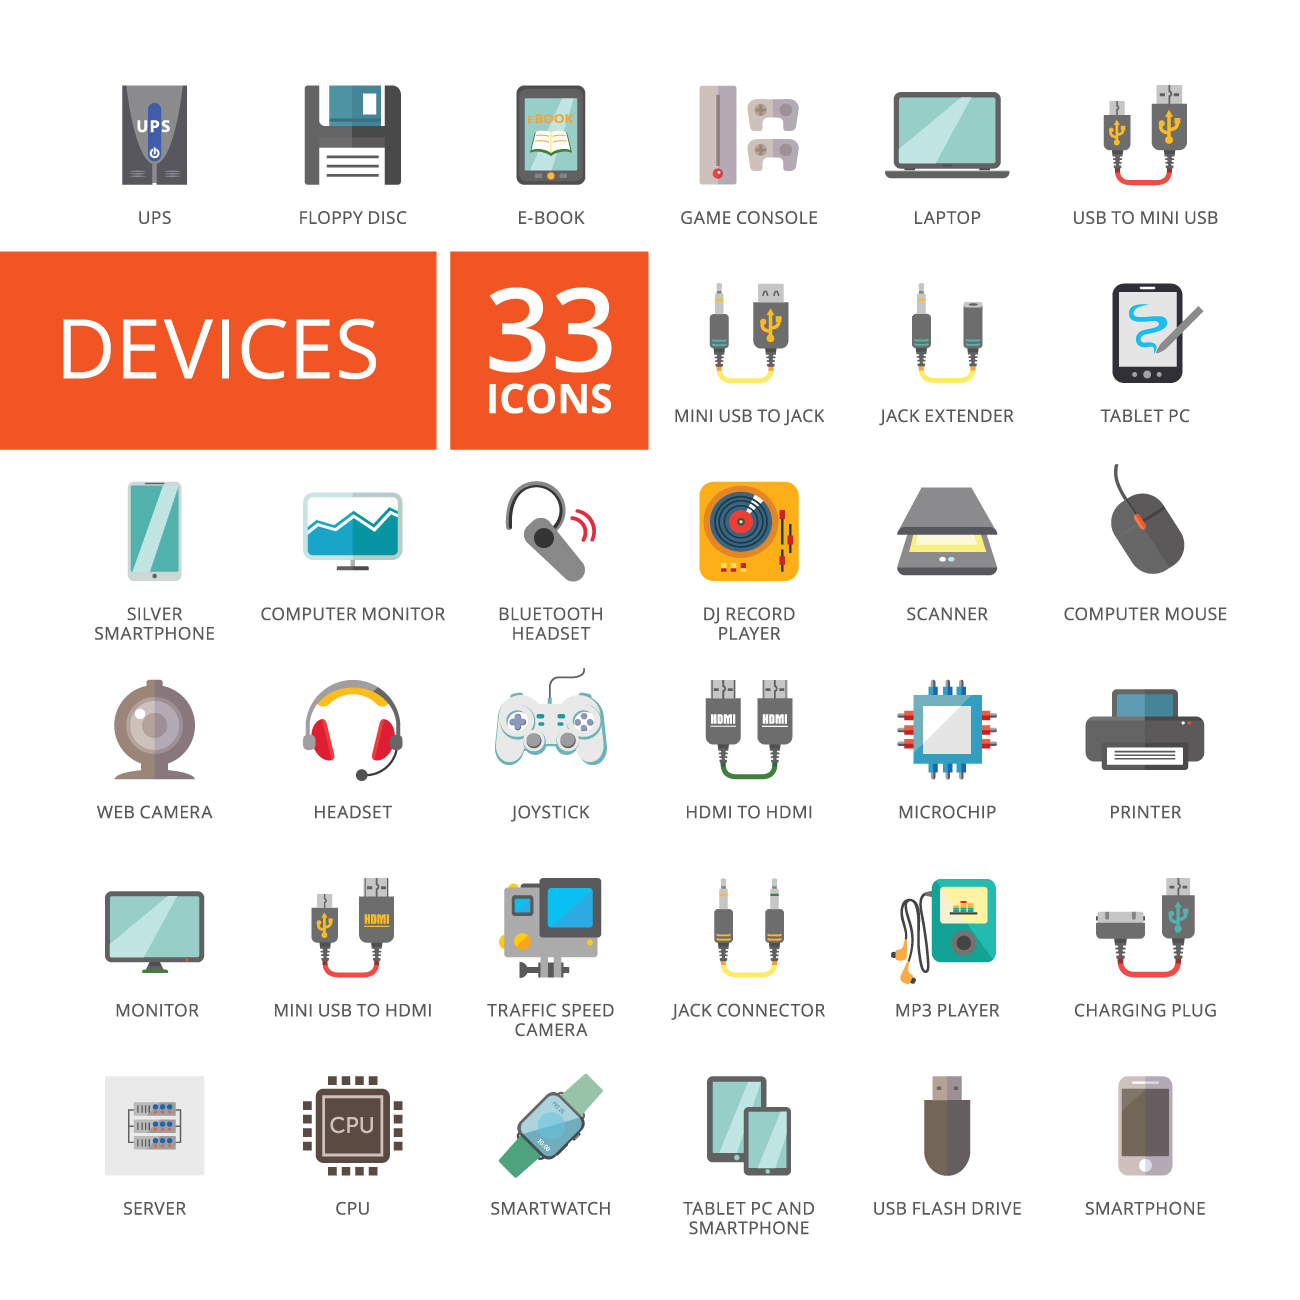 UPS
eBOOK
UPS
FLOPPY DISC
E-BOOK
GAME CONSOLE
LAPTOP
USB TO MINI USB
DEVICES
33
ICONS
MINI USB TO JACK
JACK EXTENDER
TABLET PC
SILVER
SMARTPHONE
COMPUTER MONITOR
BLUETOOTH
HEADSET
DJ RECORD
PLAYER
SCANNER
COMPUTER MOUSE
HDMI
HDMI
WEB CAMERA
HEADSET
JOYSTICK
HDMI TO HDMI
MICROCHIP
PRINTER
HDMI
MONITOR
MINI USB TO HDMI
TRAFFIC SPEED
CAMERA
JACK CONNECTOR
MP3 PLAYER
CHARGING PLUG
CPU
10:00
SERVER
CPU
SMARTWATCH
TABLET PC AND
SMARTPHONE
USB FLASH DRIVE
SMARTPHONE